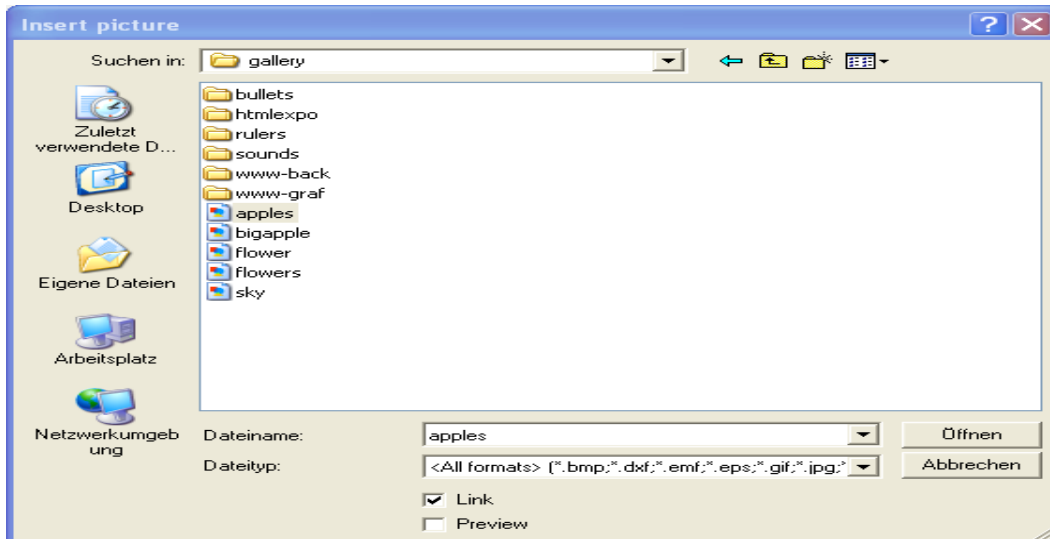 Insert picture
Suchen in:
gallery
Zuletzt
verwendete D...
Desktop
Eigene Dateien
Arbeitsplatz
Netzwerkumgeb
ung
bullets
htmlexpo
rulers
sounds
www-back
www-graf
apples
bigapple
flower
flowers
sky
Dateiname:
apples
Öffnen
Dateityp:
<All formats> (*.bmp;*.dxf;*.emf;*.eps;*.gif;*.jpg;*
Abbrechen
Link
Preview